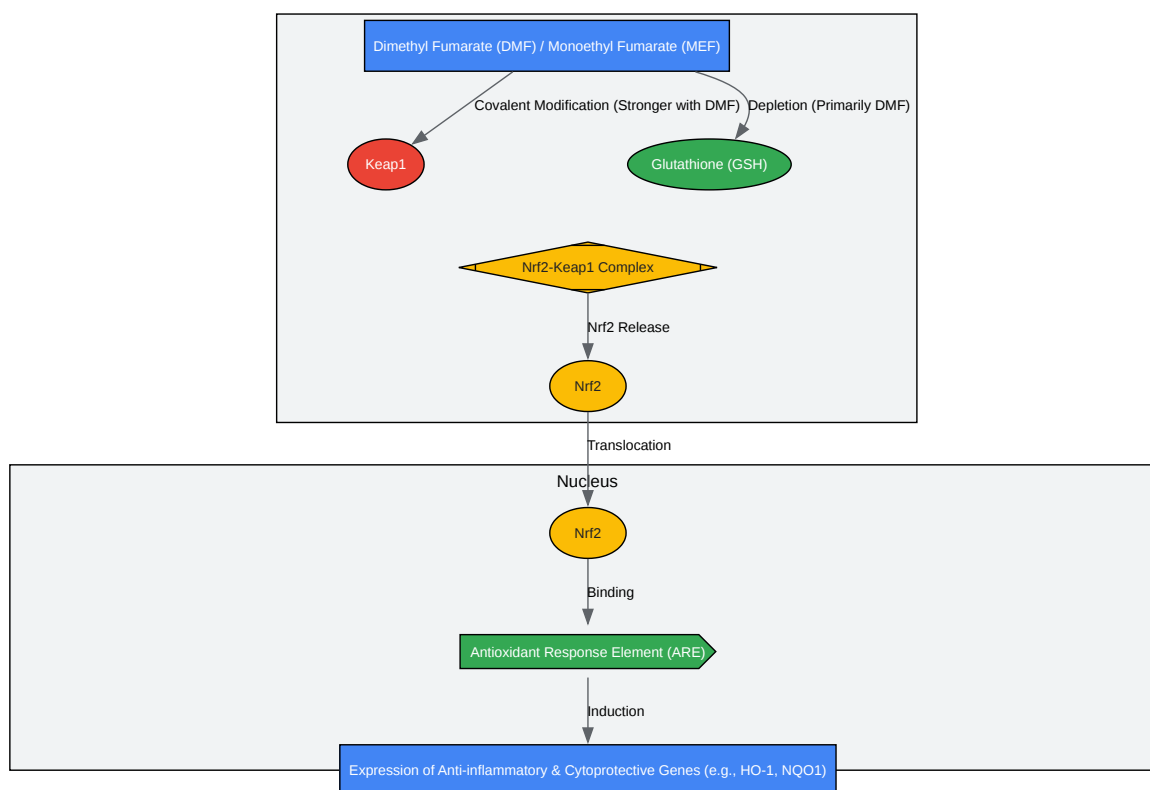 Dimethyl Fumarate (DMF) / Monoethyl Fumarate (MEF)
Covalent Modification (Stronger with DMF)
Depletion (Primarily DMF)
Keap1
Glutathione (GSH)
Nrf2-Keap1 Complex
Nrf2 Release
Nrf2
Translocation
Nucleus
Nrf2
Binding
Antioxidant Response Element (ARE)
Induction
Expression of Anti-inflammatory & Cytoprotective Genes (e.g., HO-1, NQO1)